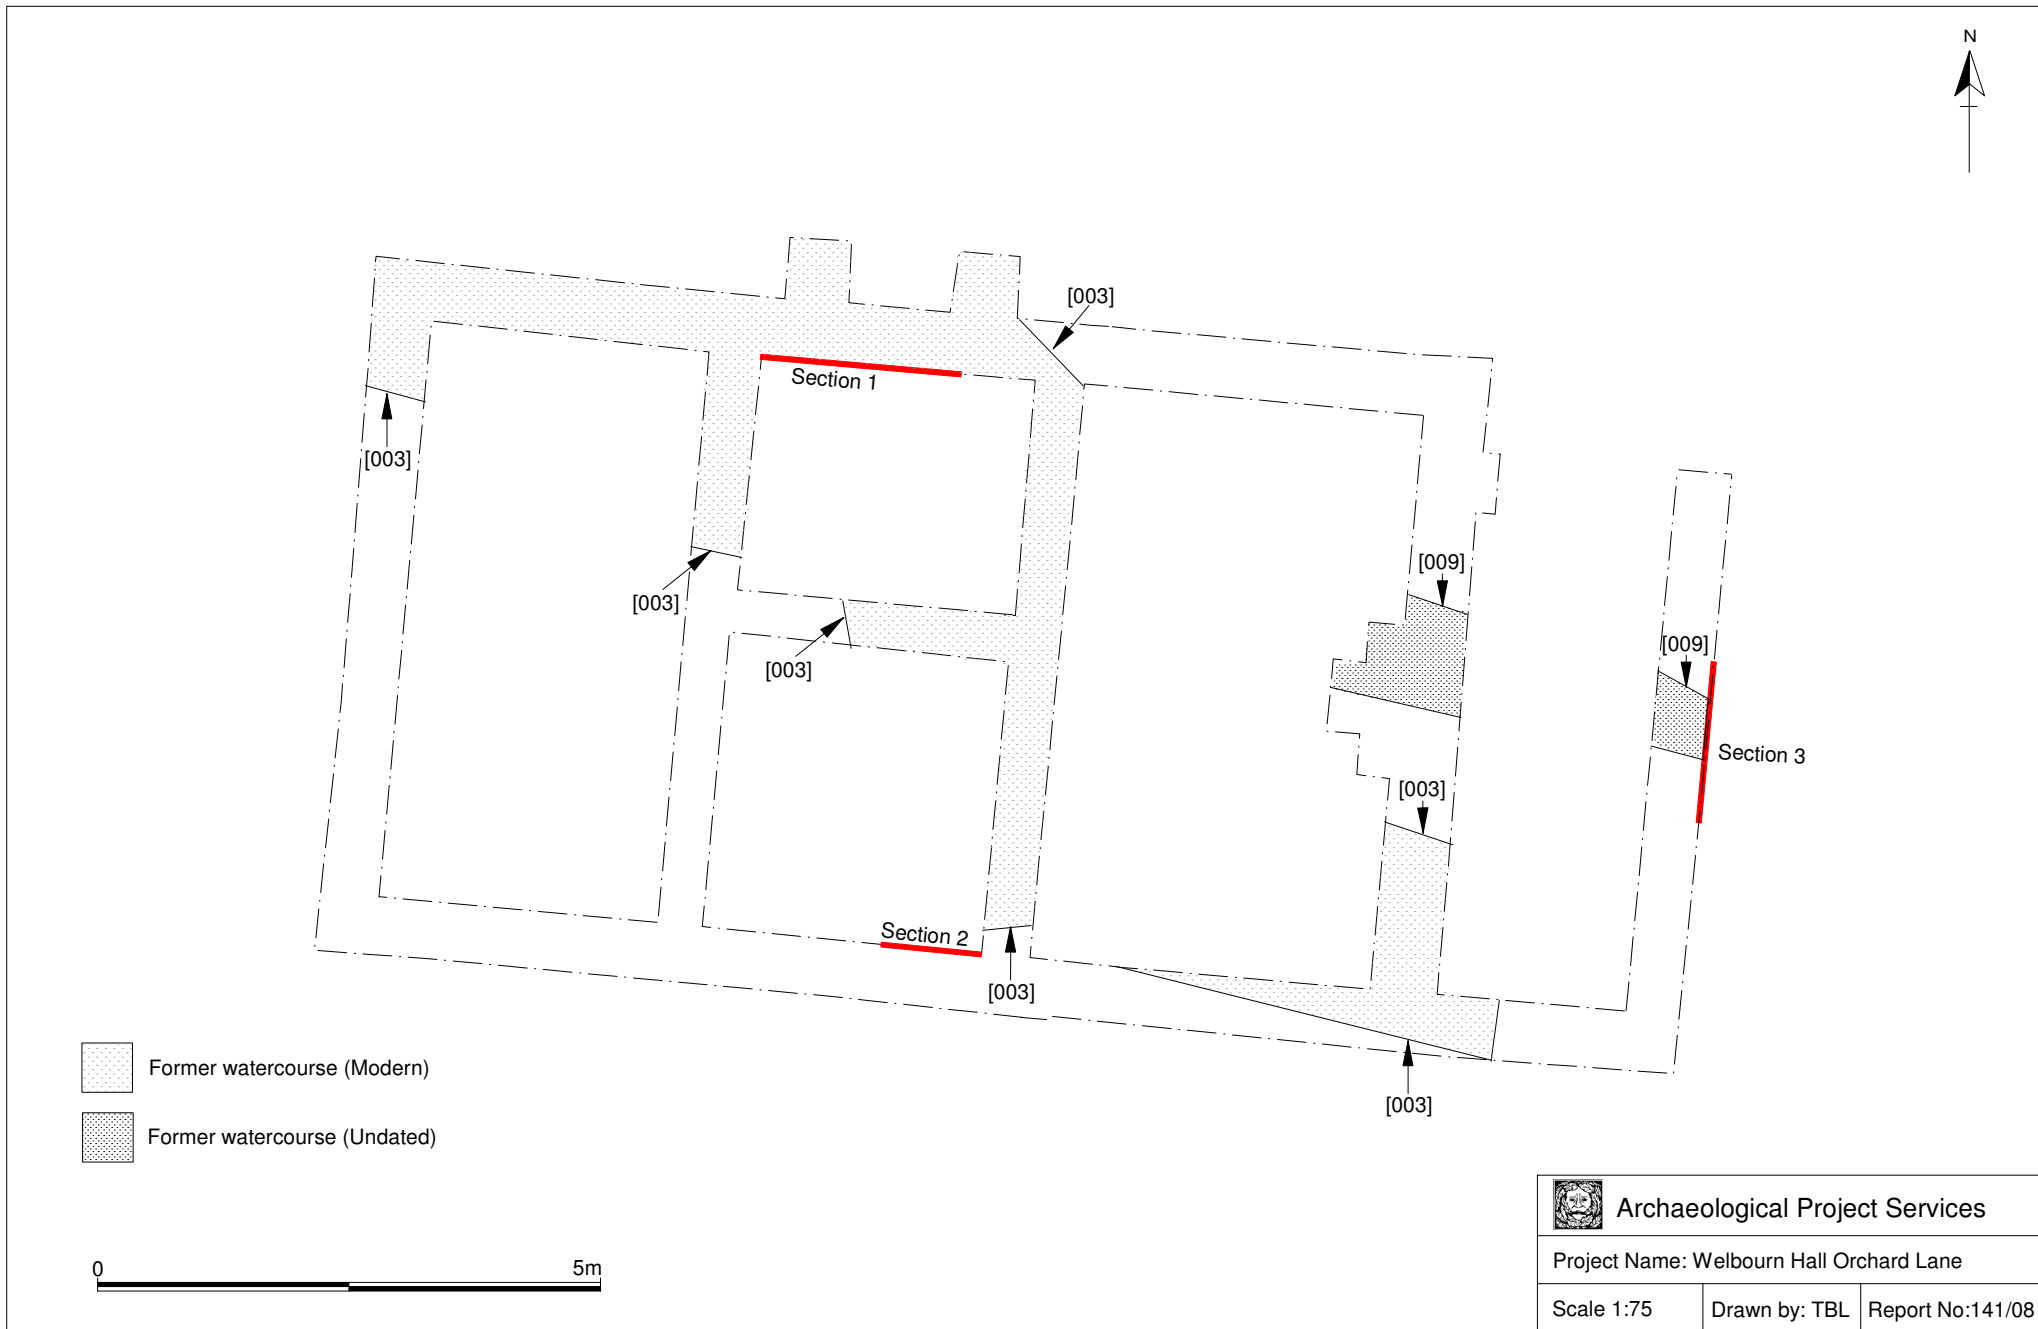 N
[003]
Section 1
[003]
[009]
[003]
[009]
[003]
Section 3
[003]
Section 2
[003]
[003]
Former watercourse (Modern)
Former watercourse (Undated)
0 5m
Archaeological Project Services
Project Name: Welbourn Hall Orchard Lane
Scale 1:75
Drawn by: TBL
Report No:141/08